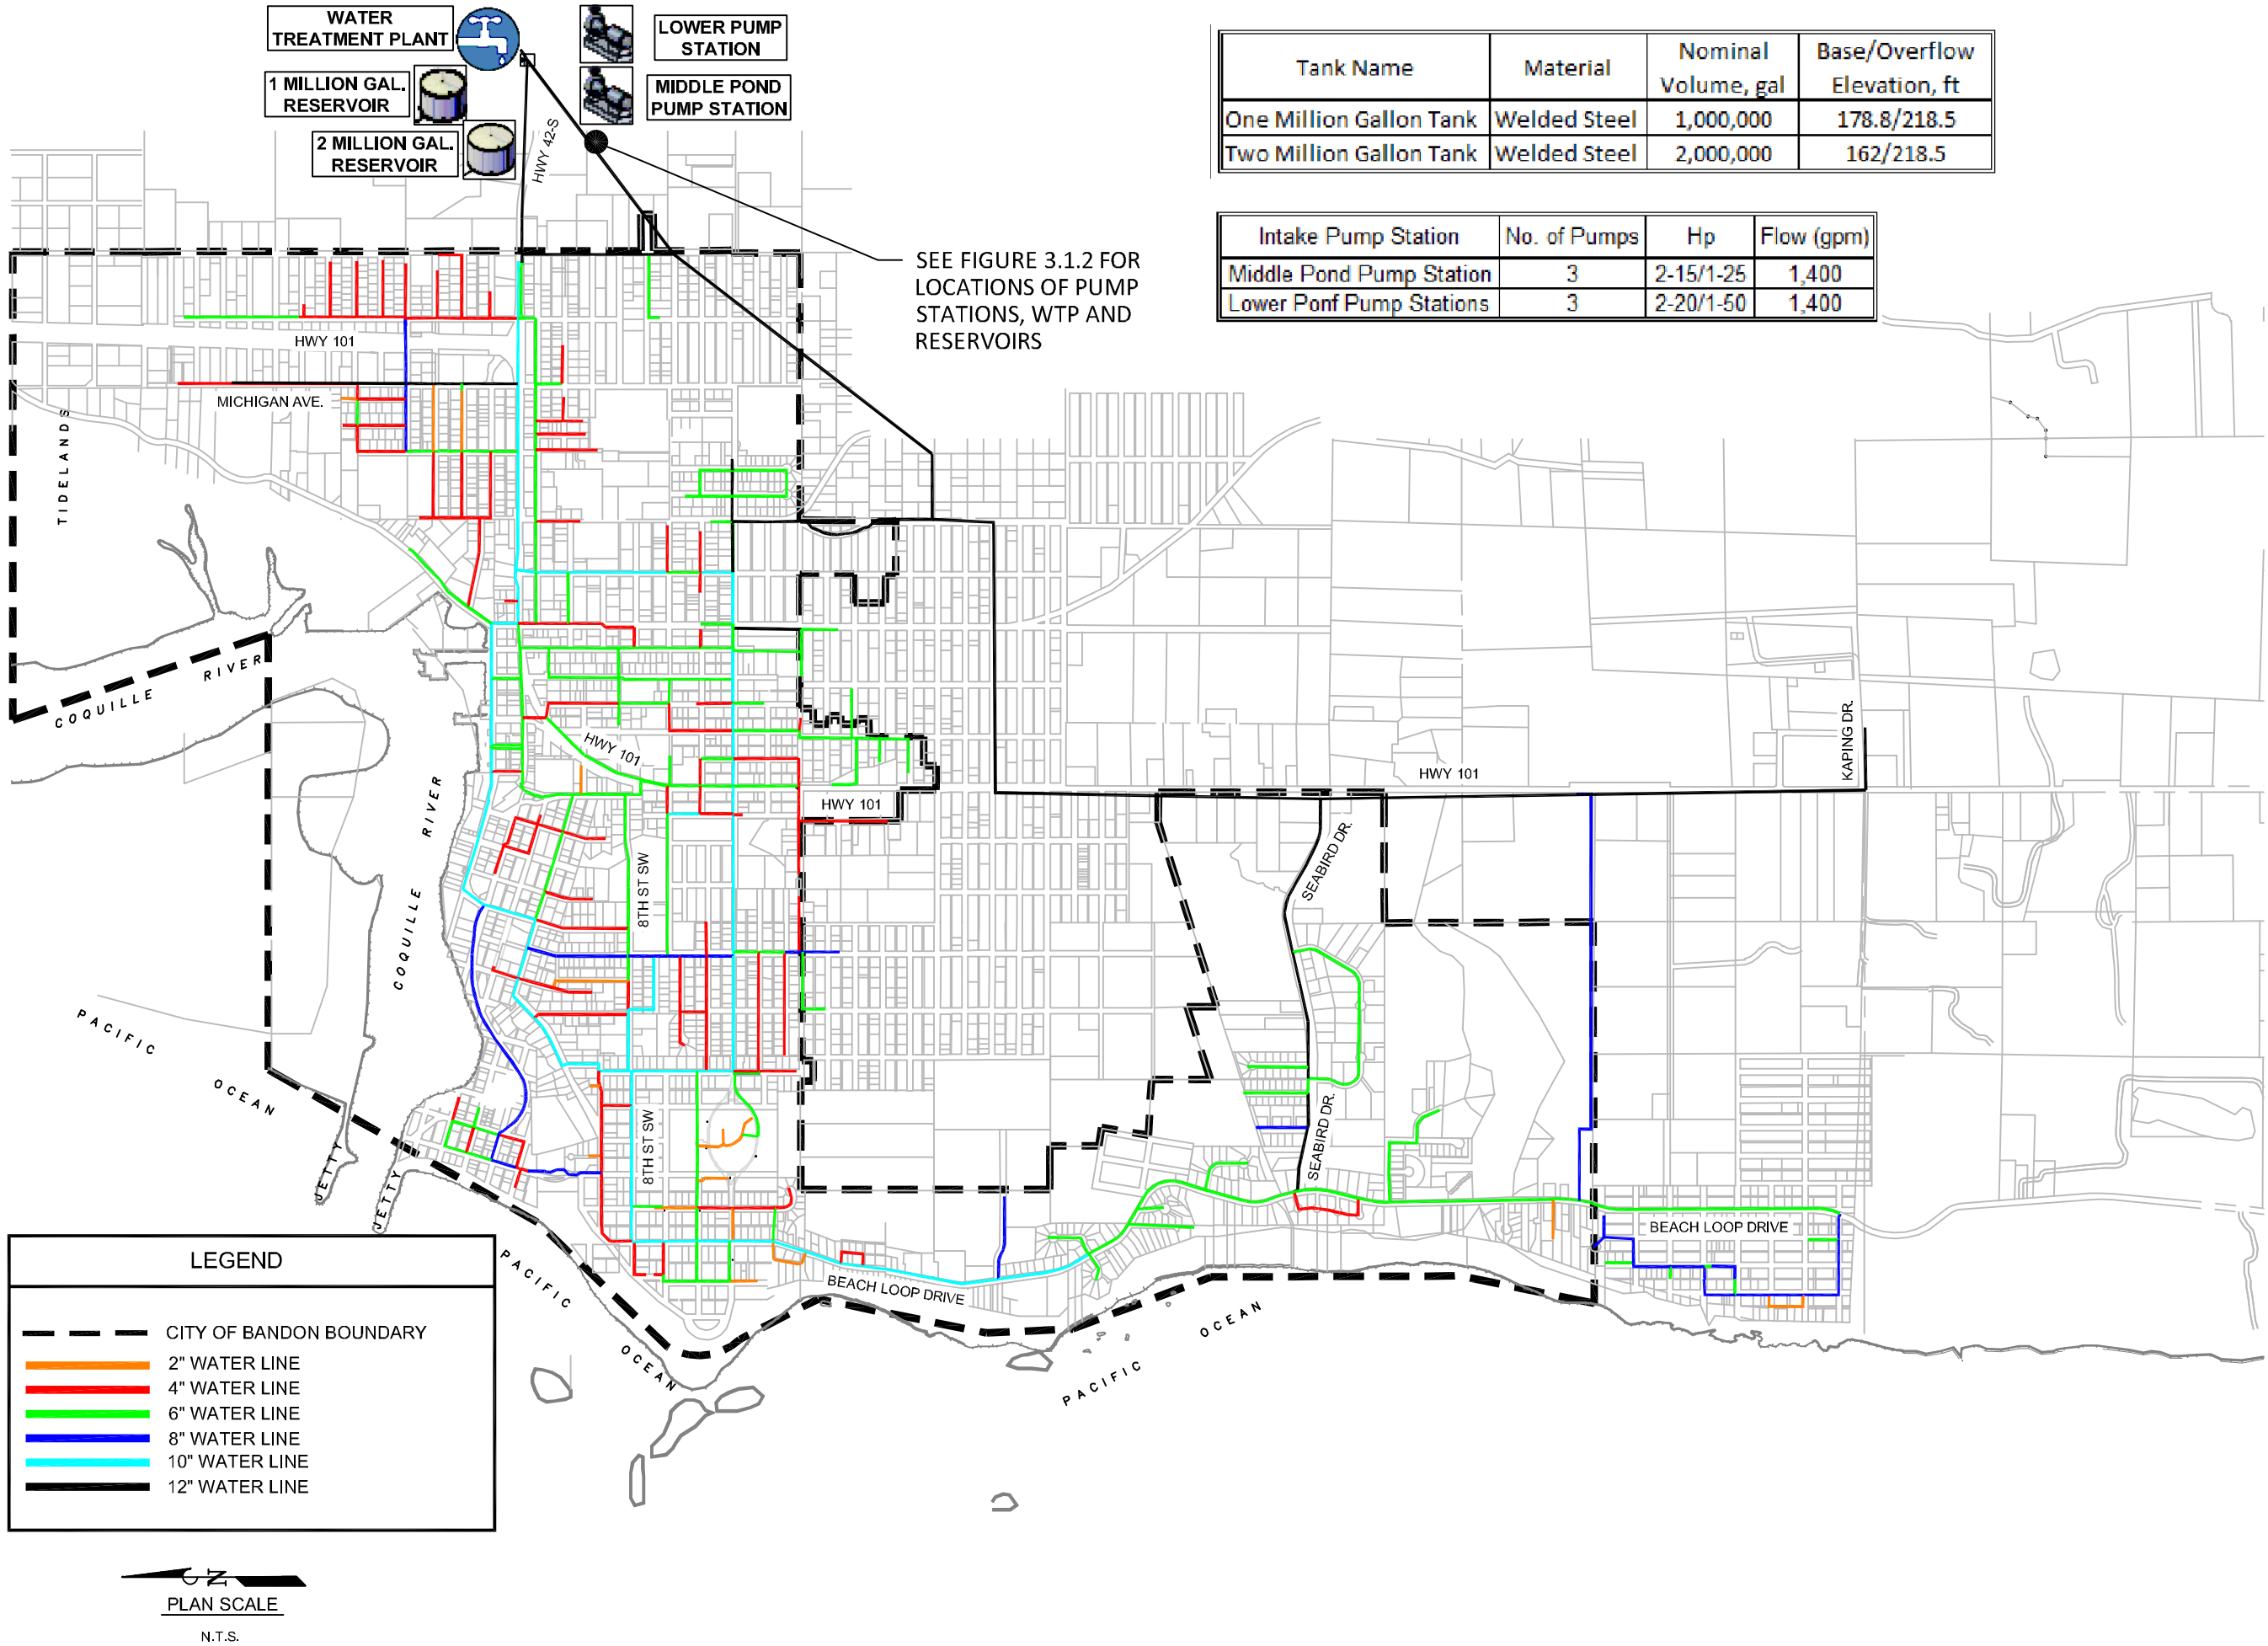 WATER
TREATMENT PLANT
1 MILLION GAL.
RESERVOIR
2 MILLION GAL.
RESERVOIR
LOWER PUMP
STATION
MIDDLE POND
PUMP STATION
HWY 42-S
SEE FIGURE 3.1.2 FOR
LOCATIONS OF PUMP
STATIONS, WTP AND
RESERVOIRS
Tank Name Material Nominal Volume, gal Base/Overflow Elevation, ft
One Million Gallon Tank Welded Steel 1,000,000 178.8/218.5
Two Million Gallon Tank Welded Steel 2,000,000 162/218.5
Intake Pump Station No. of Pumps Hp Flow (gpm)
Middle Pond Pump Station 3 2-15/1-25 1,400
Lower Ponf Pump Stations 3 2-20/1-50 1,400
HWY 101
MICHIGAN AVE.
TIDELANDS
COQUILLE RIVER
COQUILLE RIVER
HWY 101
HWY 101
HWY 101
KAPING DR.
8TH ST SW
SEABIRD DR.
PACIFIC OCEAN
8TH ST SW
SEABIRD DR.
JETTY
JETTY
BEACH LOOP DRIVE
BEACH LOOP DRIVE
PACIFIC OCEAN
PACIFIC OCEAN
LEGEND
CITY OF BANDON BOUNDARY
2" WATER LINE
4" WATER LINE
6" WATER LINE
8" WATER LINE
10" WATER LINE
12" WATER LINE
N
PLAN SCALE
N.T.S.